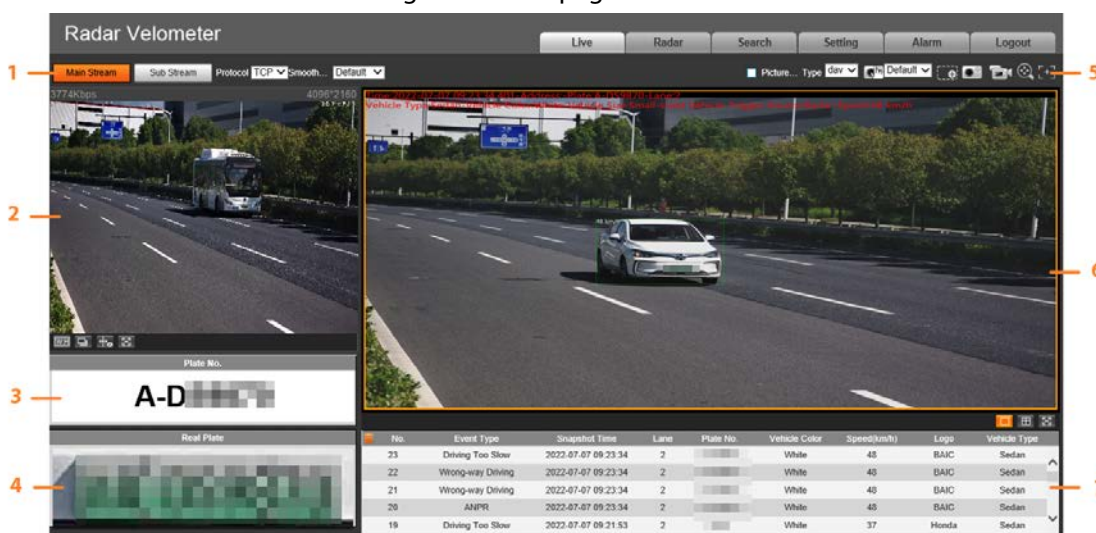 Radar Velometer
Live Radar Search Setting Alarm Logout
1
Main Stream Sub Stream Protocol TCP Smooth... Default
Picture... Type dav Default
5
3774Kbps 4096*2160
2
6
Plate No.
3
A-D
Real Plate
4
No. Event Type Snapshot Time Lane Plate No. Vehicle Color Speed(km/h) Logo Vehicle Type
23 Driving Too Slow 2022-07-07 09:23:34 2 White 48 BAIC Sedan
22 Wrong-way Driving 2022-07-07 09:23:34 2 White 48 BAIC Sedan
21 Wrong-way Driving 2022-07-07 09:23:34 2 White 48 BAIC Sedan
20 ANPR 2022-07-07 09:23:34 2 White 48 BAIC Sedan
19 Driving Too Slow 2022-07-07 09:21:53 2 White 37 Honda Sedan